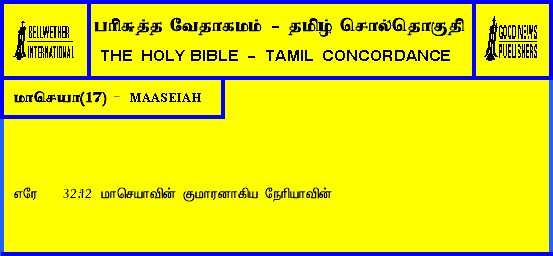 BELLWETHER
INTERNATIONAL
பரிசுத்த வேதாகமம் - தமிழ் சொல்தொகுதி
THE HOLY BIBLE - TAMIL CONCORDANCE
GOOD NEWS
PUBLISHERS
மாசெயா(17) - MAASEIAH
எரே 32:12 மாசெயாவின் குமாரனாகிய நேரியாவின்